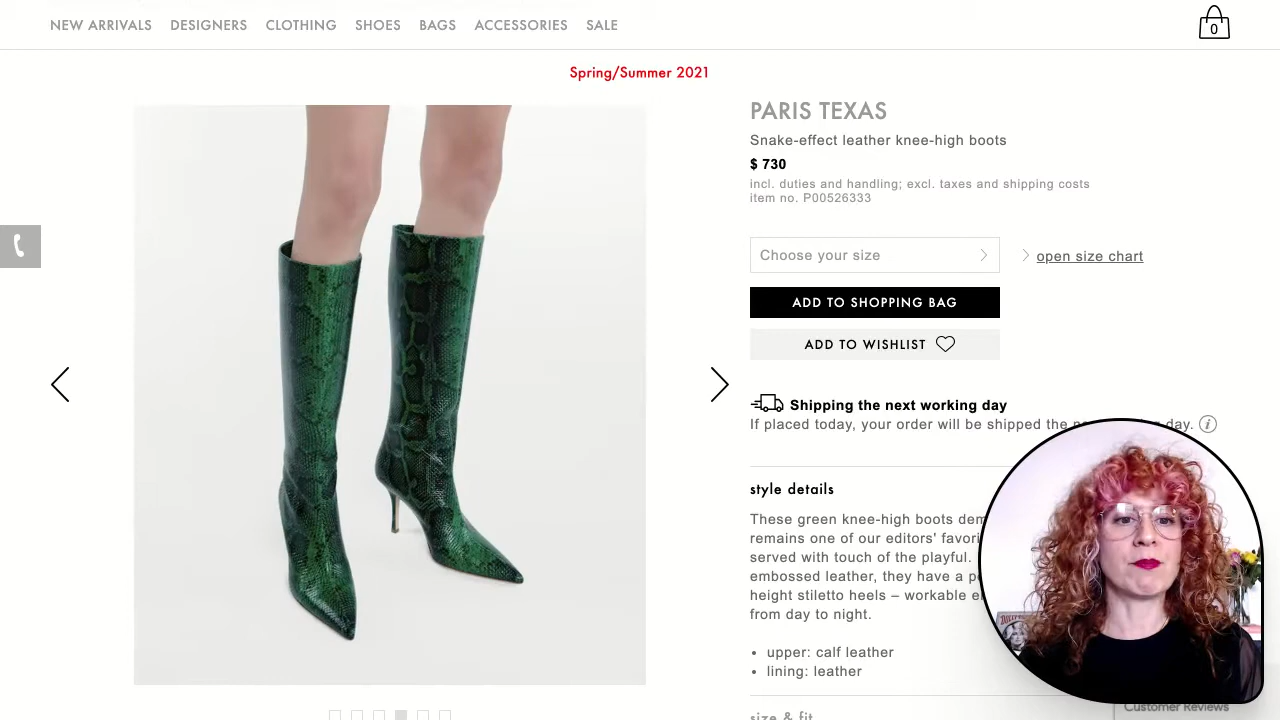 NEW ARRIVALS DESIGNERS CLOTHING SHOES BAGS ACCESSORIES SALE
0
Spring/Summer 2021
PARIS TEXAS
Snake-effect leather knee-high boots
$ 730
incl. duties and handling; excl. taxes and shipping costs
item no. P00526333
Choose your size
open size chart
ADD TO SHOPPING BAG
ADD TO WISHLIST
Shipping the next working day
If placed today, your order will be shipped the day.
style details
These green knee-high boots
remains one of our editors'
served with touch of the playful.
embossed leather, they have a
height stiletto heels – workable
from day to night.
• upper: calf leather
• lining: leather
size & fit
Customer Reviews